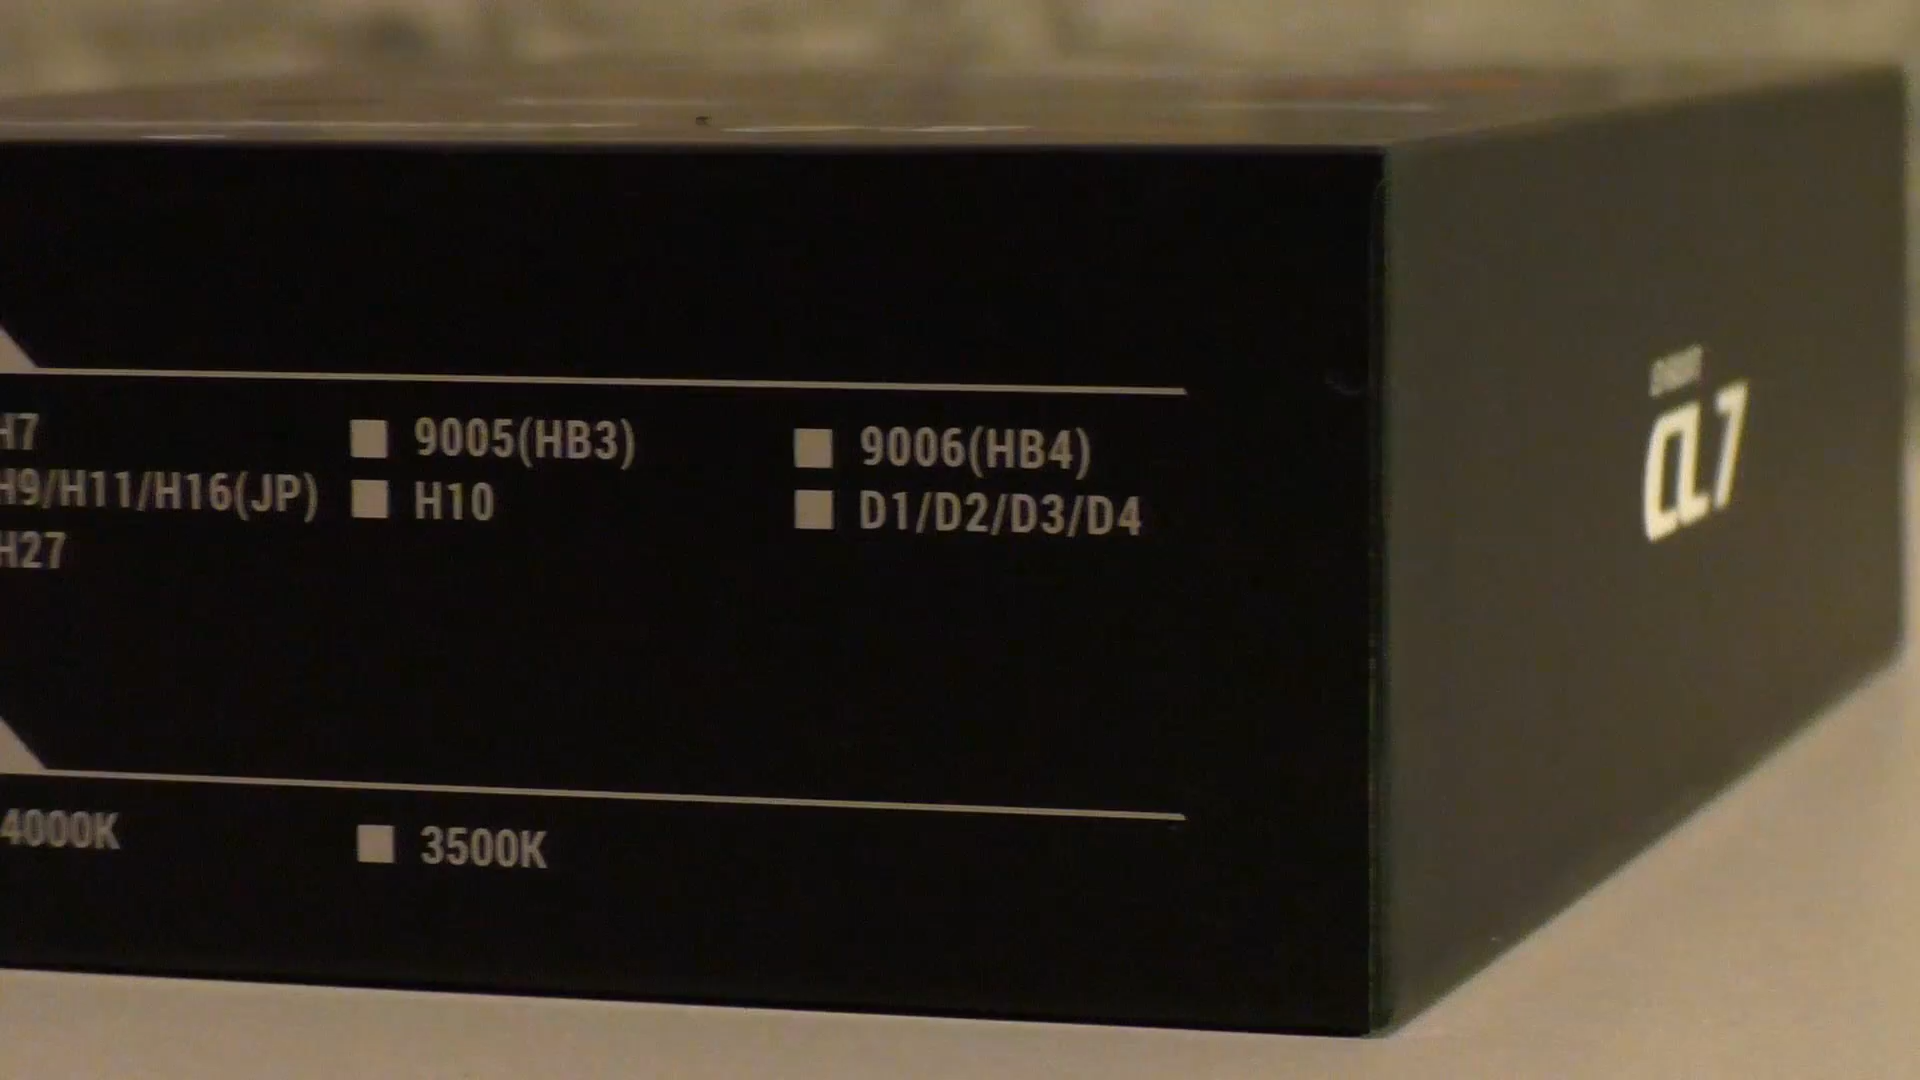 H7 9005(HB3) 9006(HB4)
H9/H11/H16(JP) H10 D1/D2/D3/D4
H27
4000K 3500K
CL7